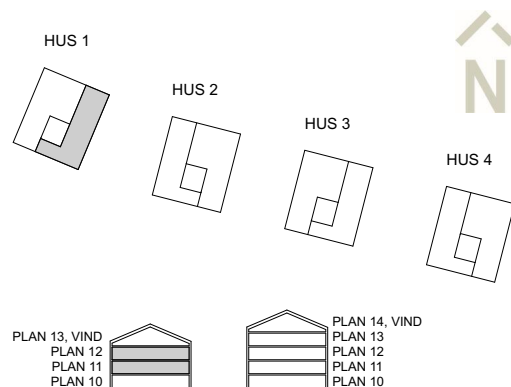 HUS 1
N
HUS 2
HUS 3
HUS 4
PLAN 13, VIND
PLAN 12
PLAN 11
PLAN 10
PLAN 14, VIND
PLAN 13
PLAN 12
PLAN 11
PLAN 10